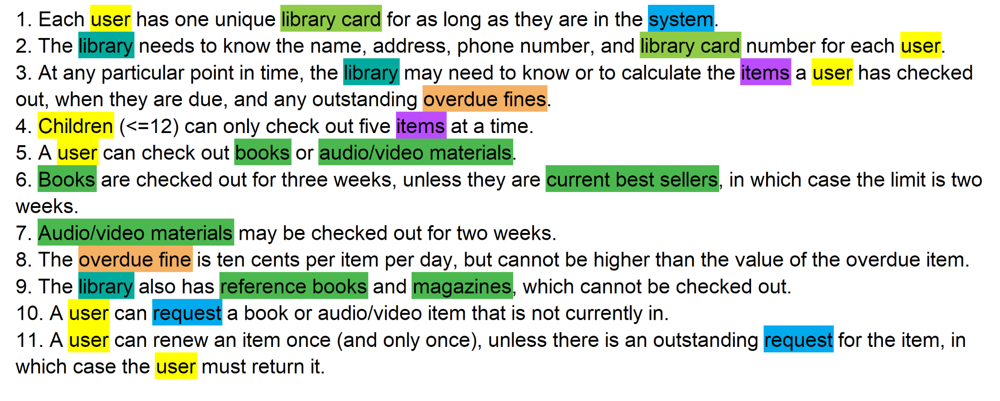 1. Each user has one unique library card for as long as they are in the system.
2. The library needs to know the name, address, phone number, and library card number for each user.
3. At any particular point in time, the library may need to know or to calculate the items a user has checked
out, when they are due, and any outstanding overdue fines.
4. Children (<=12) can only check out five items at a time.
5. A user can check out books or audio/video materials.
6. Books are checked out for three weeks, unless they are current best sellers, in which case the limit is two
weeks.
7. Audio/video materials may be checked out for two weeks.
8. The overdue fine is ten cents per item per day, but cannot be higher than the value of the overdue item.
9. The library also has reference books and magazines, which cannot be checked out.
10. A user can request a book or audio/video item that is not currently in.
11. A user can renew an item once (and only once), unless there is an outstanding request for the item, in
which case the user must return it.